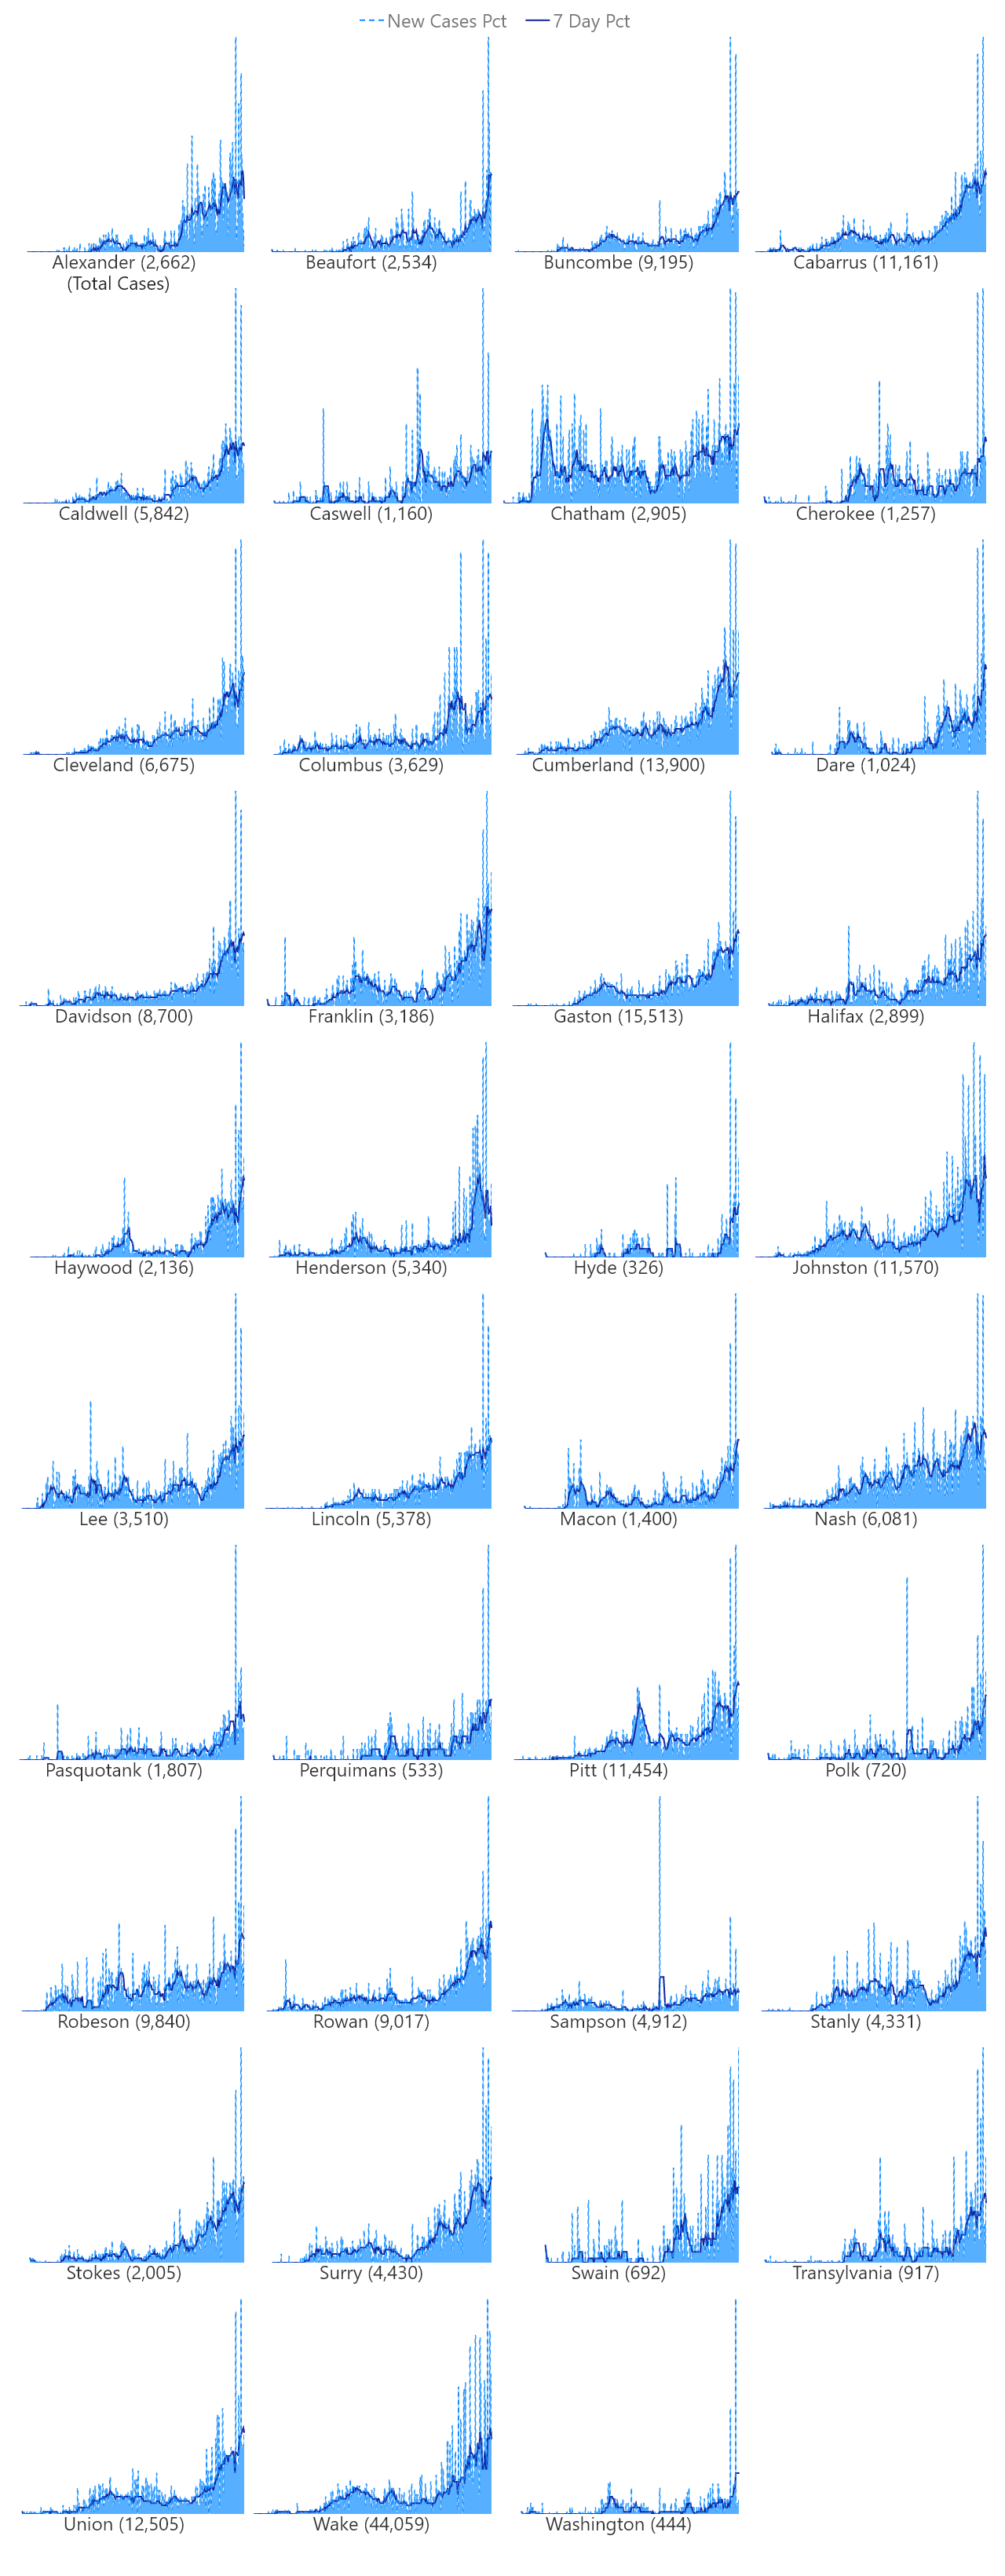 New Cases Pct 7 Day Pct
Alexander (2,662) Beaufort (2,534) Buncombe (9,195) Cabarrus (11,161)
(Total Cases)
Caldwell (5,842) Caswell (1,160) Chatham (2,905) Cherokee (1,257)
Cleveland (6,675) Columbus (3,629) Cumberland (13,900) Dare (1,024)
Davidson (8,700) Franklin (3,186) Gaston (15,513) Halifax (2,899)
Haywood (2,136) Henderson (5,340) Hyde (326) Johnston (11,570)
Lee (3,510) Lincoln (5,378) Macon (1,400) Nash (6,081)
Pasquotank (1,807) Perquimans (533) Pitt (11,454) Polk (720)
Robeson (9,840) Rowan (9,017) Sampson (4,912) Stanly (4,331)
Stokes (2,005) Surry (4,430) Swain (692) Transylvania (917)
Union (12,505) Wake (44,059) Washington (444)